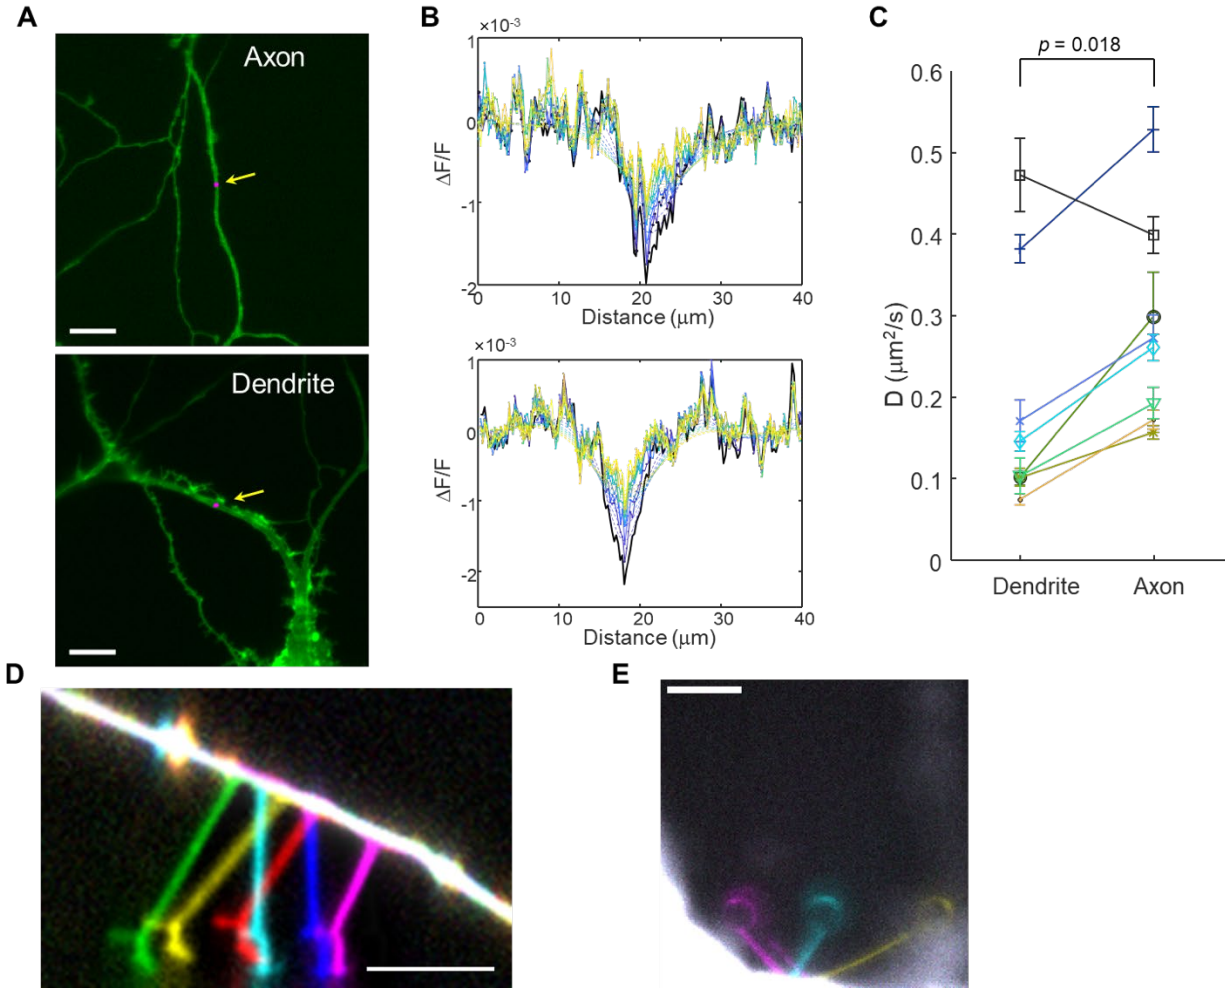 A
Axon
Dendrite
B
×10⁻³
1
0
-1
-2
0
10
20
30
40
ΔF/F
Distance (μm)
×10⁻³
1
0
-1
-2
0
10
20
30
40
ΔF/F
Distance (μm)
C
p = 0.018
0.6
0.5
0.4
0.3
0.2
0.1
0
D (μm²/s)
Dendrite
Axon
D
E